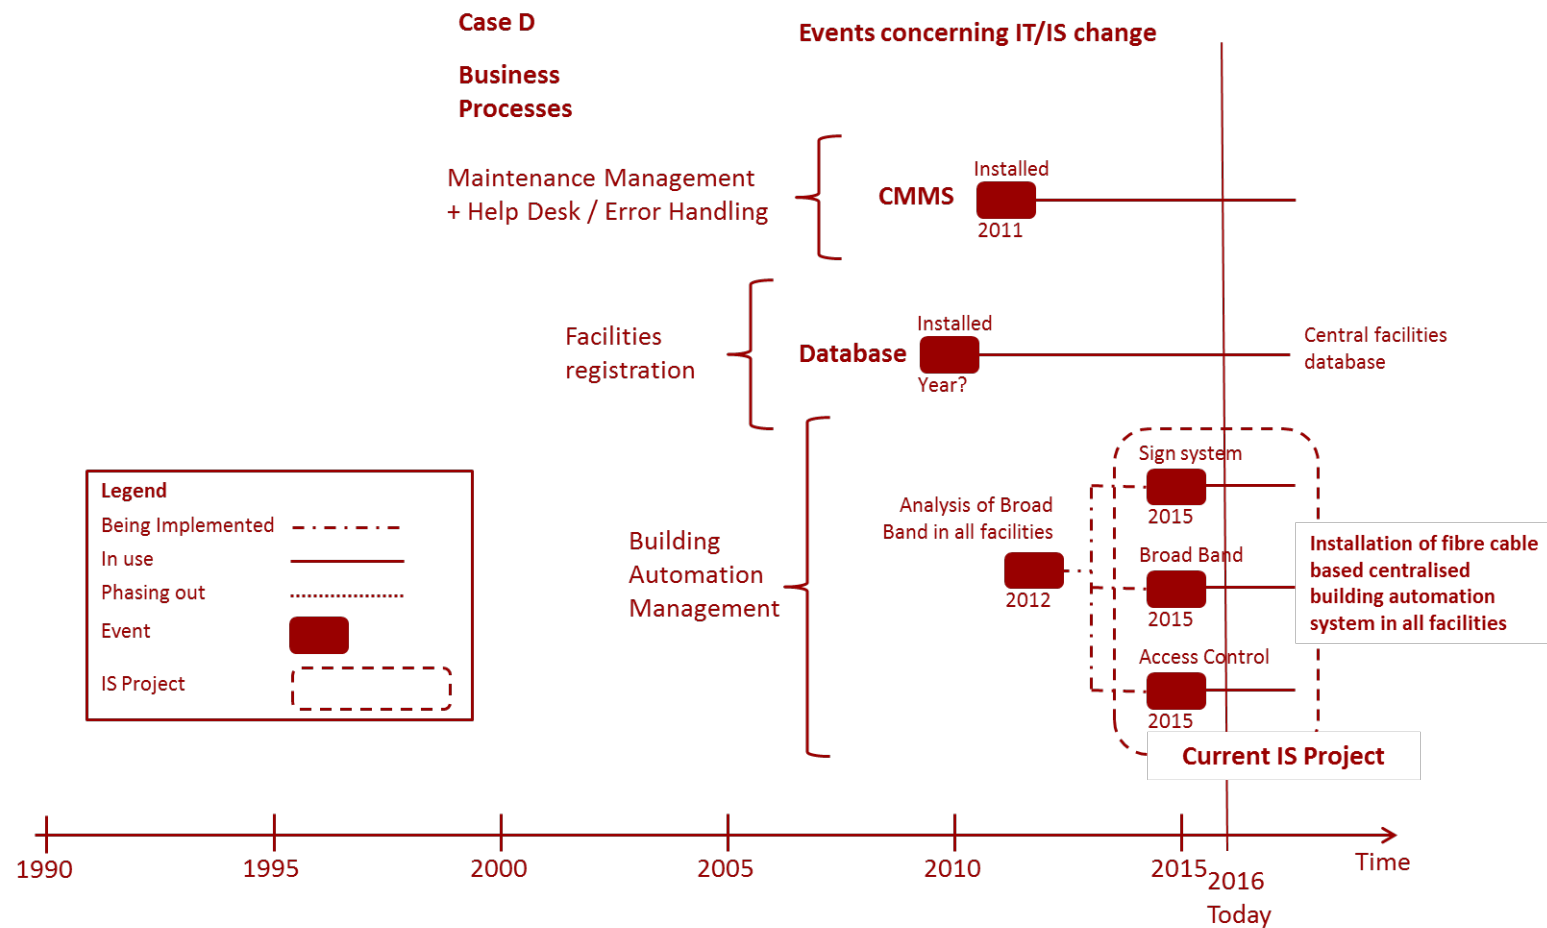 Case D
Events concerning IT/IS change
Business
Processes
Maintenance Management
+ Help Desk / Error Handling
CMMS
Installed
2011
Facilities
registration
Database
Installed
Year?
Central facilities
database
Building
Automation
Management
Analysis of Broad
Band in all facilities
2012
Sign system
2015
Broad Band
2015
Access Control
2015
Installation of fibre cable
based centralised
building automation
system in all facilities
Current IS Project
Legend
Being Implemented
In use
Phasing out
Event
IS Project
1990
1995
2000
2005
2010
2015
2016
Today
Time